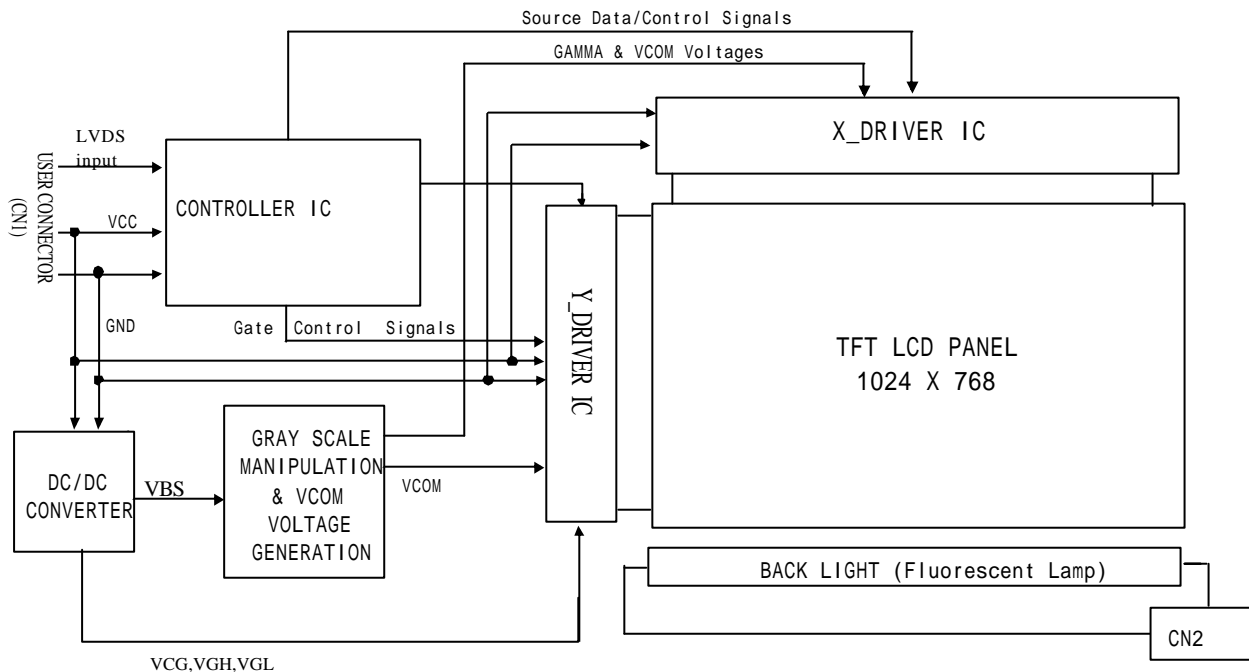 Source Data/Control Signals
GAMMA & VCOM Voltages
X_DRIVER IC
LVDS
input
USER CONNECTOR
(CN1)
CONTROLLER IC
VCC
GND
Gate Control Signals
Y_DRIVER IC
TFT LCD PANEL
1024 X 768
GRAY SCALE
MANIPULATION
& VCOM
VOLTAGE
GENERATION
DC/DC
CONVERTER
VBS
VCOM
BACK LIGHT (Fluorescent Lamp)
CN2
VCG,VGH,VGL